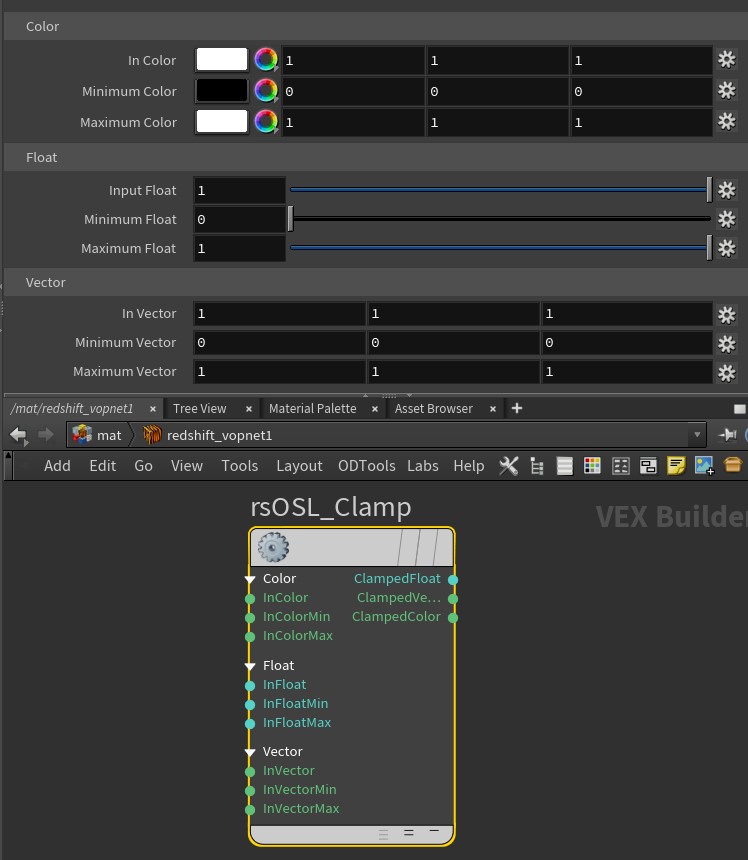 Color
In Color 1 1 1
Minimum Color 0 0 0
Maximum Color 1 1 1
Float
Input Float 1
Minimum Float 0
Maximum Float 1
Vector
In Vector 1 1 1
Minimum Vector 0 0 0
Maximum Vector 1 1 1
/mat/redshift_vopnet1 × Tree View × Material Palette × Asset Browser × +
mat redshift_vopnet1
Add Edit Go View Tools Layout ODTools Labs Help
rsOSL_Clamp
VEX Builder
Color ClampedFloat
InColor ClampedVe...
InColorMin ClampedColor
InColorMax
Float
InFloat
InFloatMin
InFloatMax
Vector
InVector
InVectorMin
InVectorMax